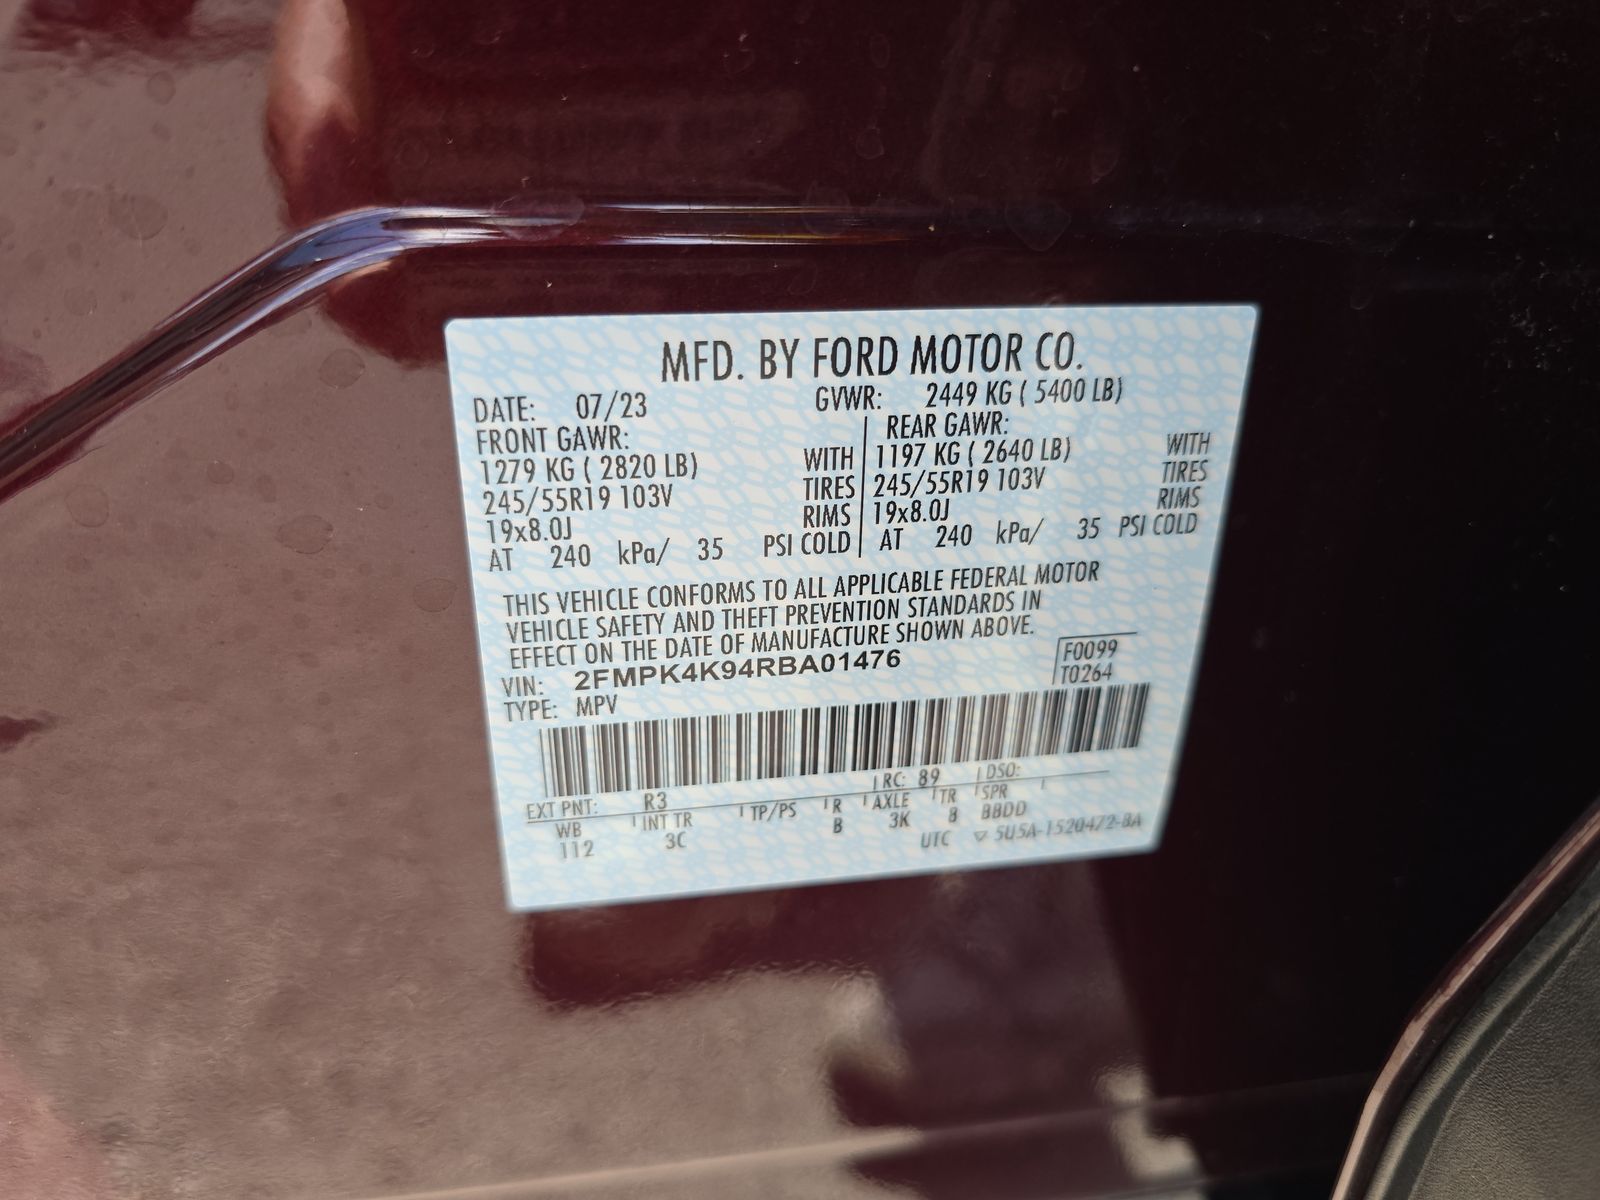 MFD. BY FORD MOTOR CO.
DATE: 07/23 GVWR: 2449 KG ( 5400 LB)
FRONT GAWR: REAR GAWR:
1279 KG ( 2820 LB) WITH 1197 KG ( 2640 LB) WITH
245/55R19 103V TIRES 245/55R19 103V TIRES
19x8.0J RIMS 19x8.0J RIMS
AT 240 kPa/ 35 PSI COLD AT 240 kPa/ 35 PSI COLD
THIS VEHICLE CONFORMS TO ALL APPLICABLE FEDERAL MOTOR
VEHICLE SAFETY AND THEFT PREVENTION STANDARDS IN
EFFECT ON THE DATE OF MANUFACTURE SHOWN ABOVE.
VIN: 2FMPK4K94RBA01476 F0099
TYPE: MPV T0264
EXT PNT: R3 RC: 89 DSO:
WB INT TR TP/PS R AXLE TR SPR
112 3C B 3K 8 BBDD
UTC ▽ 5U5A-1520472-BA